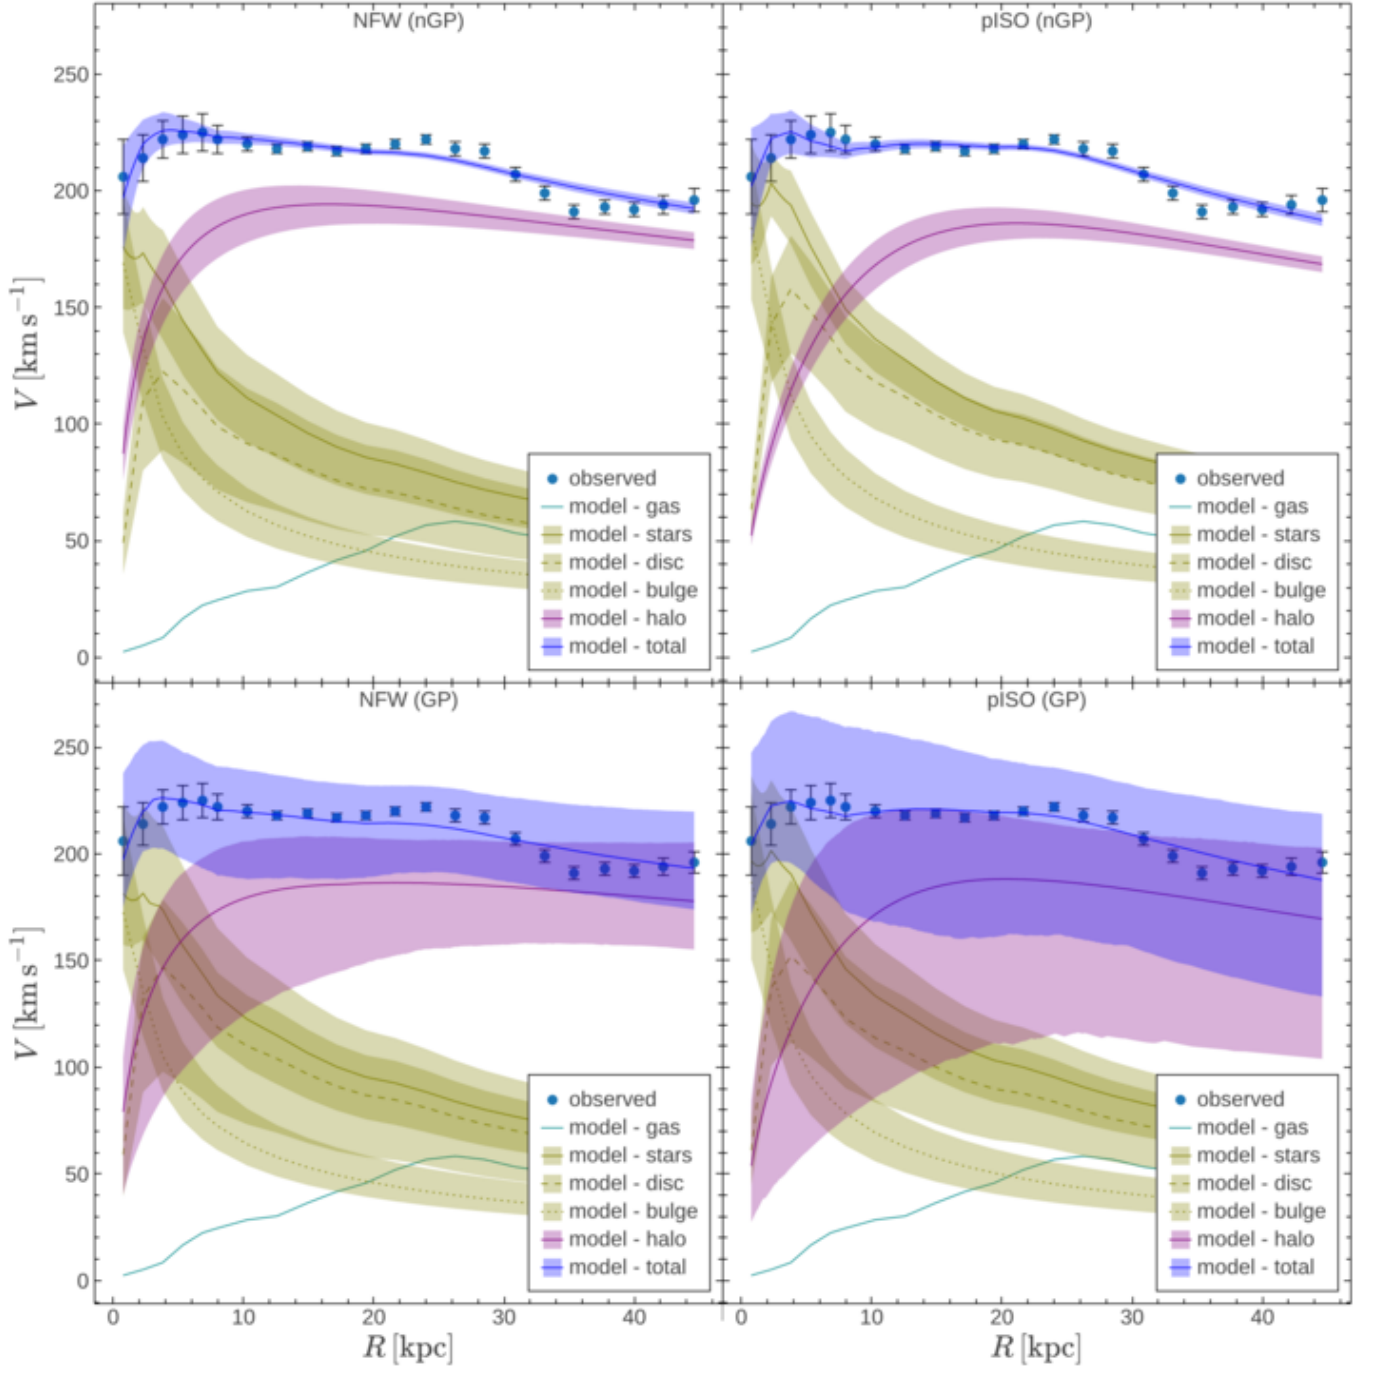 NFW (nGP)
pISO (nGP)
250
200
150
100
50
0
V [km s⁻¹]
observed
model - gas
model - stars
model - disc
model - bulge
model - halo
model - total
observed
model - gas
model - stars
model - disc
model - bulge
model - halo
model - total
NFW (GP)
pISO (GP)
250
200
150
100
50
0
V [km s⁻¹]
observed
model - gas
model - stars
model - disc
model - bulge
model - halo
model - total
observed
model - gas
model - stars
model - disc
model - bulge
model - halo
model - total
0 10 20 30 40
0 10 20 30 40
R [kpc]
R [kpc]